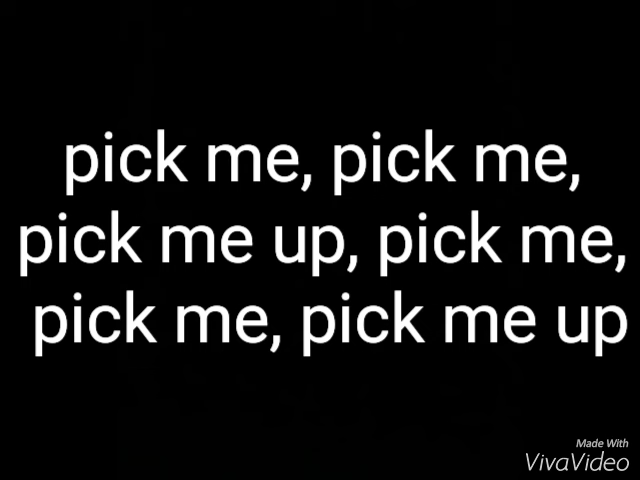 pick me, pick me,
pick me up, pick me,
pick me, pick me up
Made With
VivaVideo